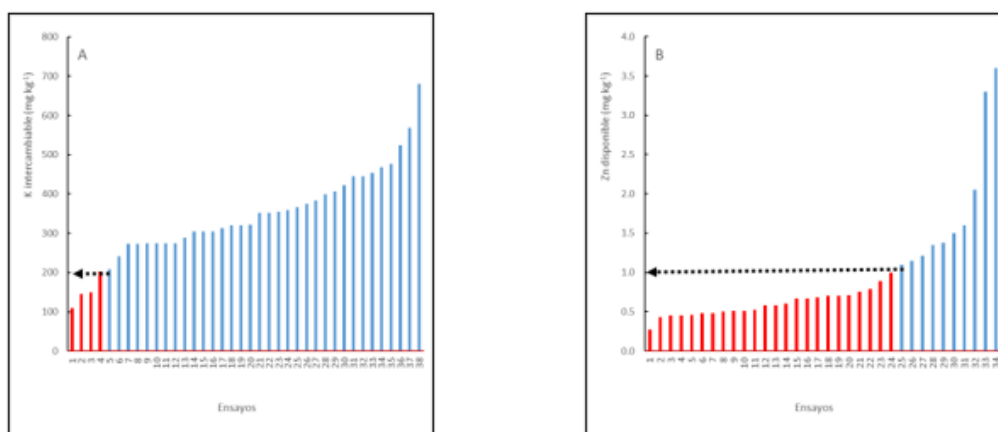 A
K intercambiable (mg kg⁻¹)
800
700
600
500
400
300
200
100
0
1 2 3 4 5 6 7 8 9 10 11 12 13 14 15 16 17 18 19 20 21 22 23 24 25 26 27 28 29 30 31 32 33 34 35 36 37 38
Ensayos
B
Zn disponible (mg kg⁻¹)
4.0
3.5
3.0
2.5
2.0
1.5
1.0
0.5
0.0
1 2 3 4 5 6 7 8 9 10 11 12 13 14 15 16 17 18 19 20 21 22 23 24 25 26 27 28 29 30 31 32 33 34
Ensayos